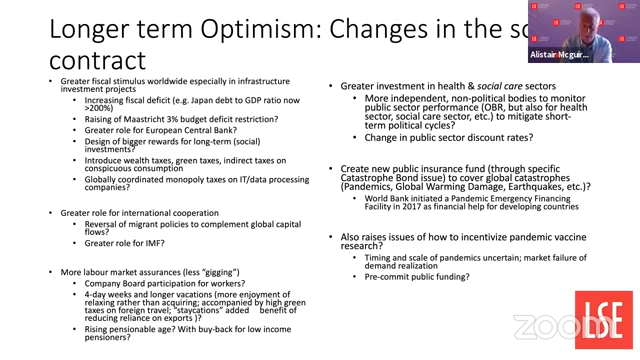 Longer term Optimism: Changes in the so
contract
Alistair Mcguir...
• Greater fiscal stimulus worldwide especially in infrastructure
investment projects
• Increasing fiscal deficit (e.g. Japan debt to GDP ratio now
>200%)
• Raising of Maastricht 3% budget deficit restriction?
• Greater role for European Central Bank?
• Design of bigger rewards for long-term (social)
investments?
• Introduce wealth taxes, green taxes, indirect taxes on
conspicuous consumption
• Globally coordinated monopoly taxes on IT/data processing
companies?
• Greater role for international cooperation
• Reversal of migrant policies to complement global capital
flows?
• Greater role for IMF?
• More labour market assurances (less "gigging")
• Company Board participation for workers?
• 4-day weeks and longer vacations (more enjoyment of
relaxing rather than acquiring; accompanied by high green
taxes on foreign travel; "staycations" added benefit of
reducing reliance on exports )?
• Rising pensionable age? With buy-back for low income
pensioners?
• Greater investment in health & social care sectors
• More independent, non-political bodies to monitor
public sector performance (OBR, but also for health
sector, social care sector, etc.) to mitigate short-
term political cycles?
• Change in public sector discount rates?
• Create new public insurance fund (through specific
Catastrophe Bond issue) to cover global catastrophes
(Pandemics, Global Warming Damage, Earthquakes, etc.)?
• World Bank initiated a Pandemic Emergency Financing
Facility in 2017 as financial help for developing countries
• Also raises issues of how to incentivize pandemic vaccine
research?
• Timing and scale of pandemics uncertain; market failure of
demand realization
• Pre-commit public funding?
LSE
zoom